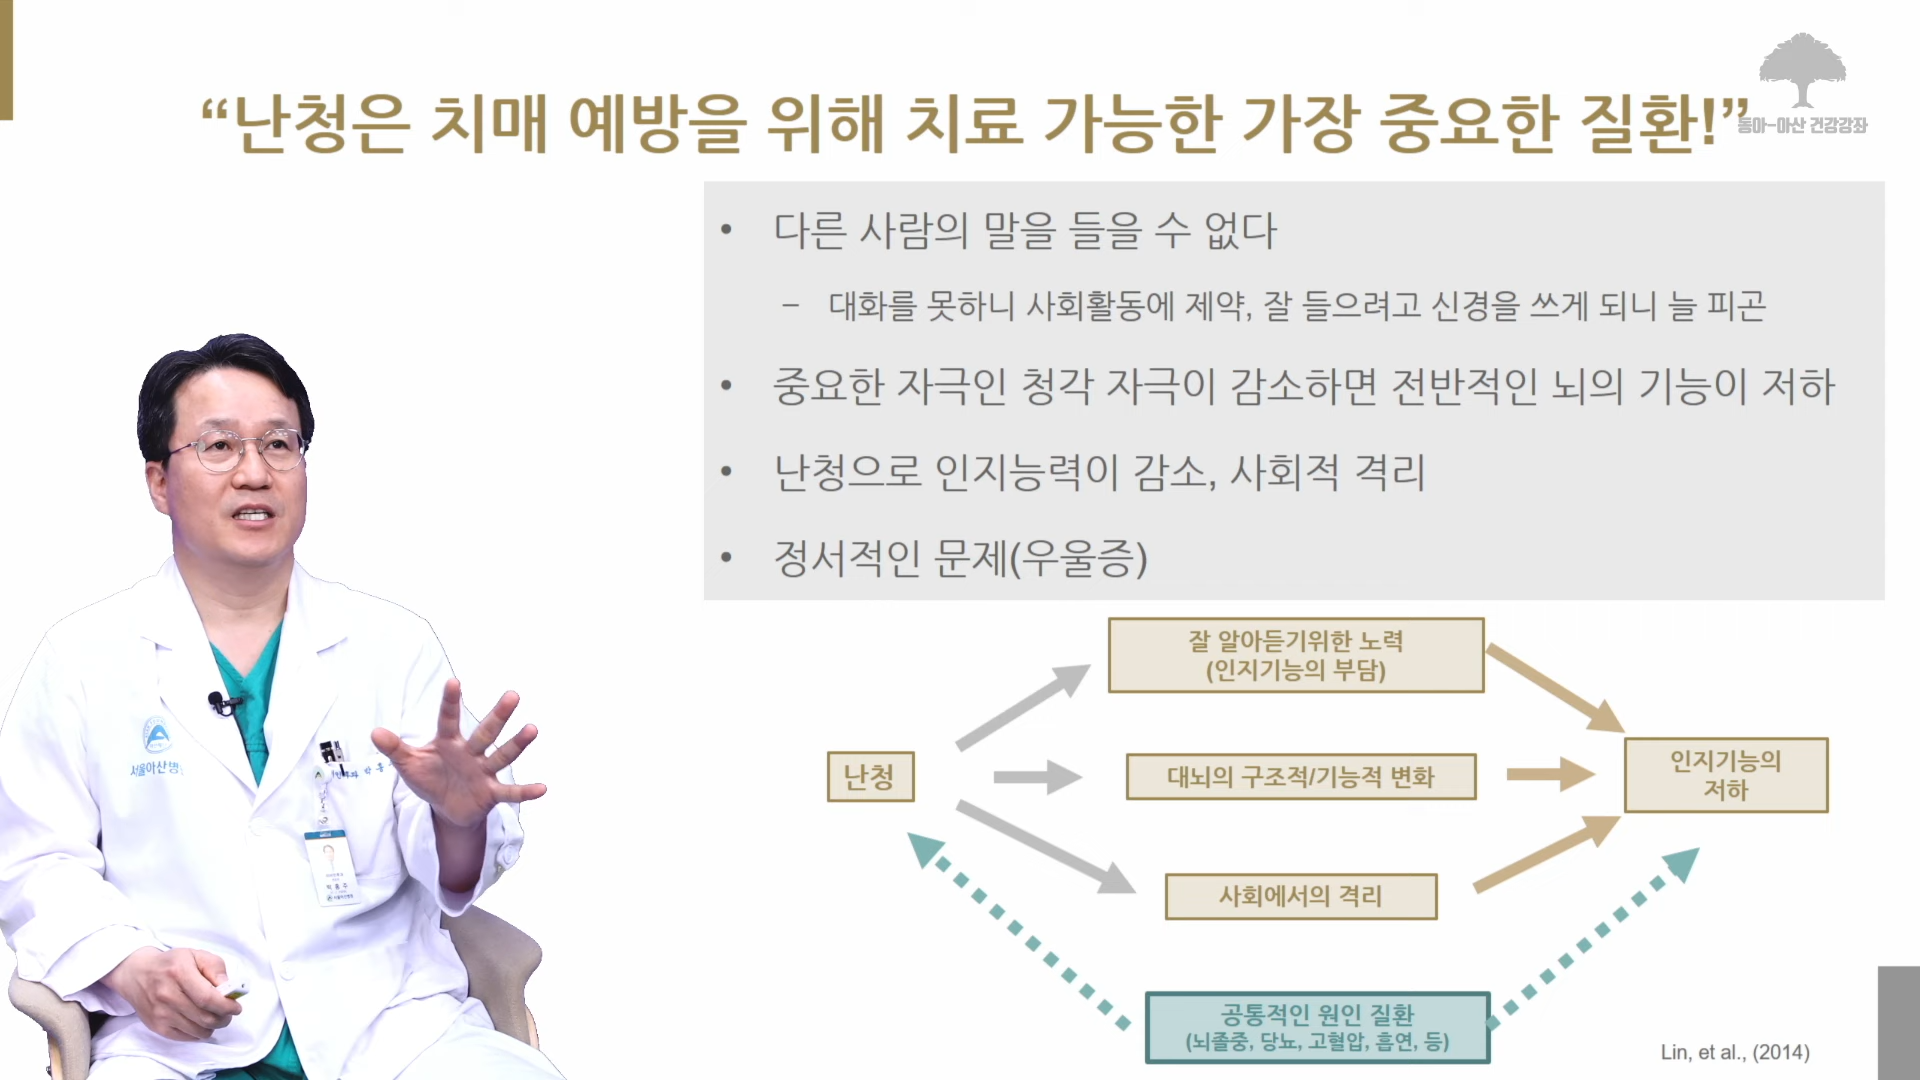 동아-아산 건강강좌
“난청은 치매 예방을 위해 치료 가능한 가장 중요한 질환!”
• 다른 사람의 말을 들을 수 없다
– 대화를 못하니 사회활동에 제약, 잘 들으려고 신경을 쓰게 되니 늘 피곤
• 중요한 자극인 청각 자극이 감소하면 전반적인 뇌의 기능이 저하
• 난청으로 인지능력이 감소, 사회적 격리
• 정서적인 문제(우울증)
잘 알아듣기위한 노력
(인지기능의 부담)
난청
대뇌의 구조적/기능적 변화
인지기능의
저하
사회에서의 격리
공통적인 원인 질환
(뇌졸중, 당뇨, 고혈압, 흡연, 등)
Lin, et al., (2014)
서울아산병
박홍주
서울아산병원